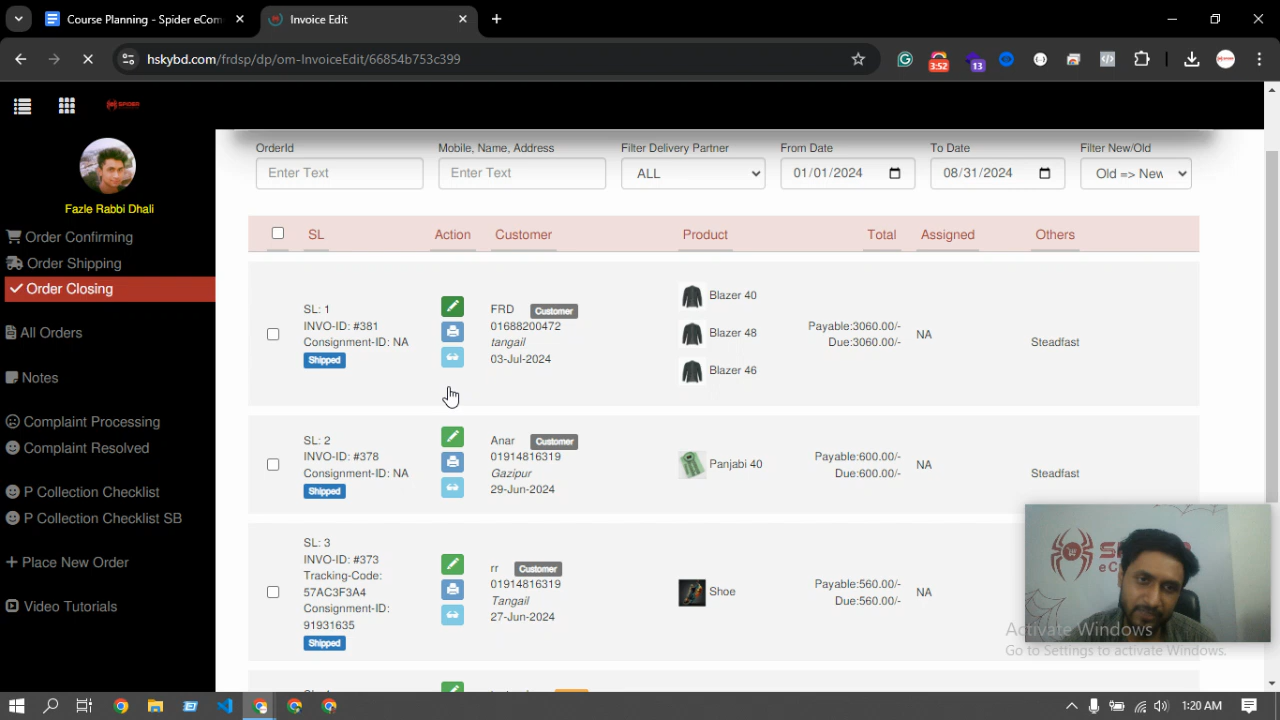 Course Planning - Spider eCom
Invoice Edit
hskybd.com/frdsp/dp/om-InvoiceEdit/66854b753c399
3:52
13
SPIDER
Fazle Rabbi Dhali
Order Confirming
Order Shipping
Order Closing
All Orders
Notes
Complaint Processing
Complaint Resolved
P Collection Checklist
P Collection Checklist SB
Place New Order
Video Tutorials
OrderId
Mobile, Name, Address
Filter Delivery Partner
From Date
To Date
Filter New/Old
Enter Text
Enter Text
ALL
01/01/2024
08/31/2024
Old => New
SL
Action
Customer
Product
Total
Assigned
Others
SL: 1
INVO-ID: #381
Consignment-ID: NA
Shipped
FRD Customer
01688200472
tangail
03-Jul-2024
Blazer 40
Blazer 48
Blazer 46
Payable:3060.00/-
Due:3060.00/-
NA
Steadfast
SL: 2
INVO-ID: #378
Consignment-ID: NA
Shipped
Anar Customer
01914816319
Gazipur
29-Jun-2024
Panjabi 40
Payable:600.00/-
Due:600.00/-
NA
Steadfast
SL: 3
INVO-ID: #373
Tracking-Code:
57AC3F3A4
Consignment-ID:
91931635
Shipped
rr Customer
01914816319
Tangail
27-Jun-2024
Shoe
Payable:560.00/-
Due:560.00/-
NA
Activate Windows
Go to Settings to activate Windows.
1:20 AM